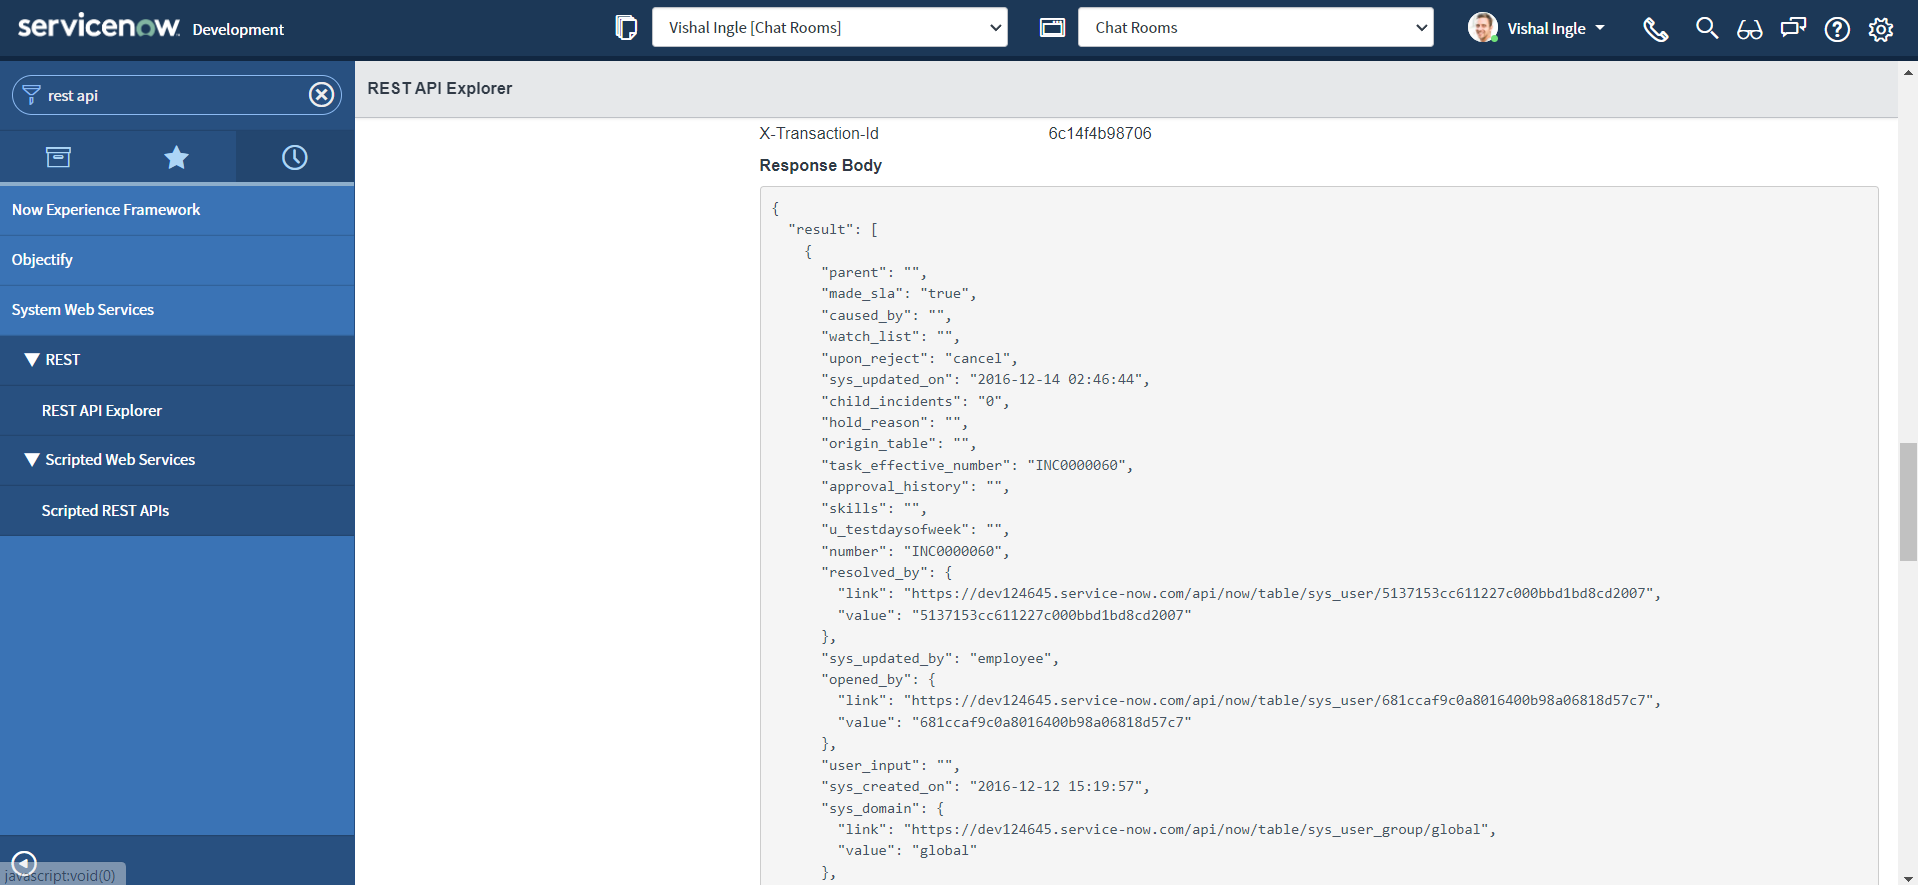 servicenow. Development
Vishal Ingle [Chat Rooms]
Chat Rooms
Vishal Ingle
rest api
Now Experience Framework
Objectify
System Web Services
REST
REST API Explorer
Scripted Web Services
Scripted REST APIs
javascript:void(0)
REST API Explorer
X-Transaction-Id 6c14f4b98706
Response Body
{
"result": [
{
"parent": "",
"made_sla": "true",
"caused_by": "",
"watch_list": "",
"upon_reject": "cancel",
"sys_updated_on": "2016-12-14 02:46:44",
"child_incidents": "0",
"hold_reason": "",
"origin_table": "",
"task_effective_number": "INC0000060",
"approval_history": "",
"skills": "",
"u_testdaysofweek": "",
"number": "INC0000060",
"resolved_by": {
"link": "https://dev124645.service-now.com/api/now/table/sys_user/5137153cc611227c000bbd1bd8cd2007",
"value": "5137153cc611227c000bbd1bd8cd2007"
},
"sys_updated_by": "employee",
"opened_by": {
"link": "https://dev124645.service-now.com/api/now/table/sys_user/681ccaf9c0a8016400b98a06818d57c7",
"value": "681ccaf9c0a8016400b98a06818d57c7"
},
"user_input": "",
"sys_created_on": "2016-12-12 15:19:57",
"sys_domain": {
"link": "https://dev124645.service-now.com/api/now/table/sys_user_group/global",
"value": "global"
},